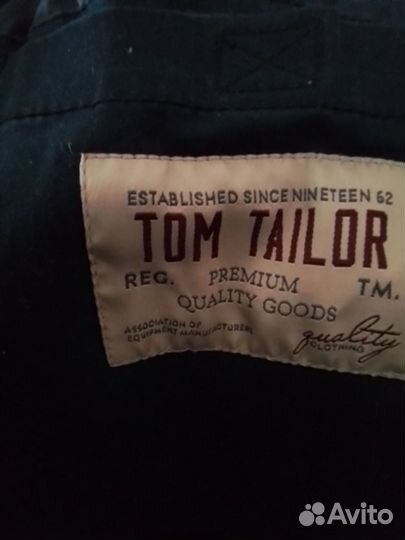 ESTABLISHED SINCE NINETEEN 62
TOM TAILOR
REG. PREMIUM TM.
QUALITY GOODS
ASSOCIATION OF
EQUIPMENT MANUFACTURERS
quality
CLOTHING
Avito